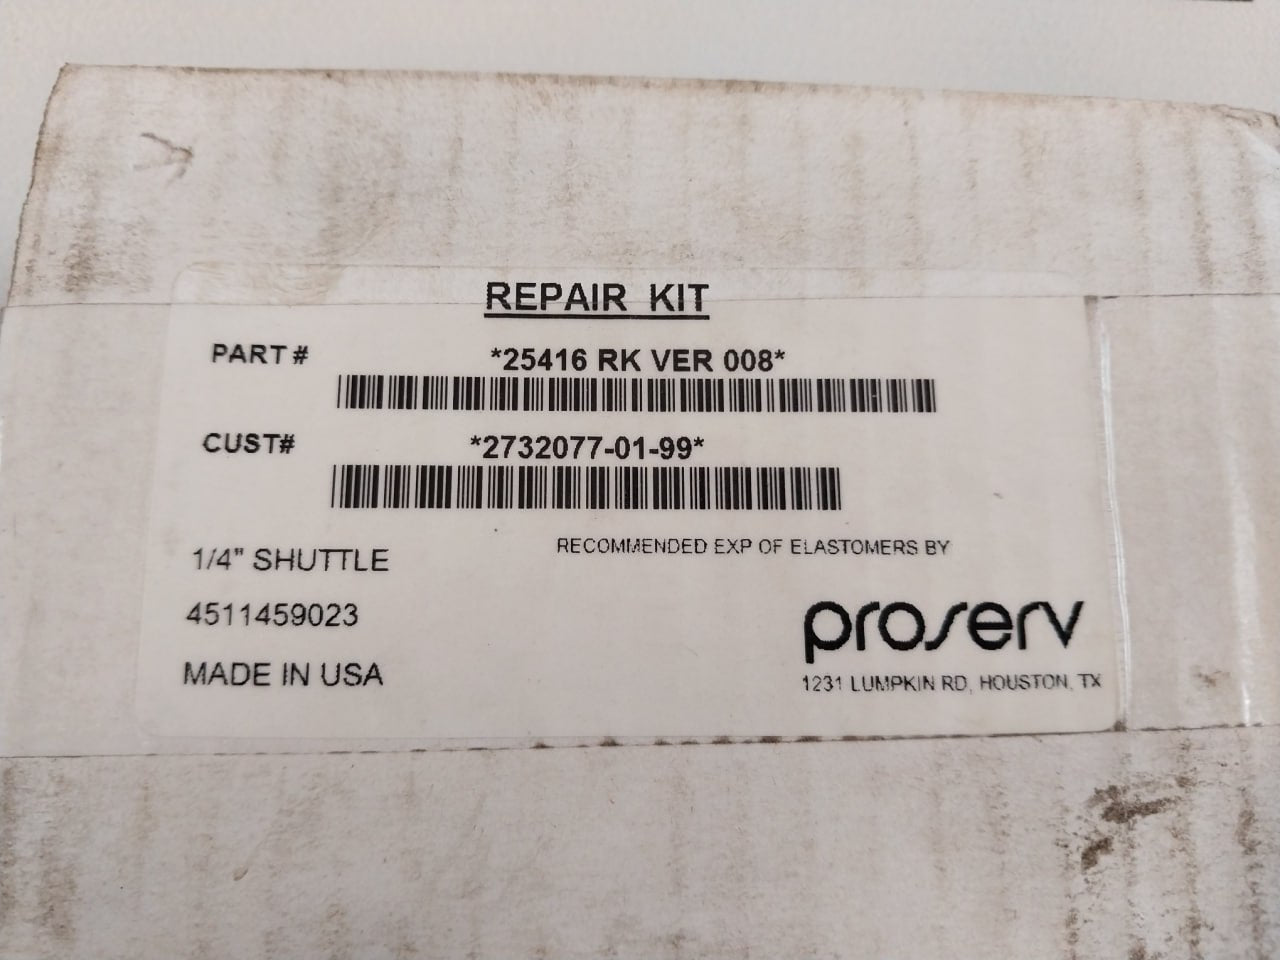 REPAIR KIT
PART # *25416 RK VER 008*
CUST# *2732077-01-99*
1/4" SHUTTLE
RECOMMENDED EXP OF ELASTOMERS BY
4511459023
proserv
MADE IN USA
1231 LUMPKIN RD, HOUSTON, TX